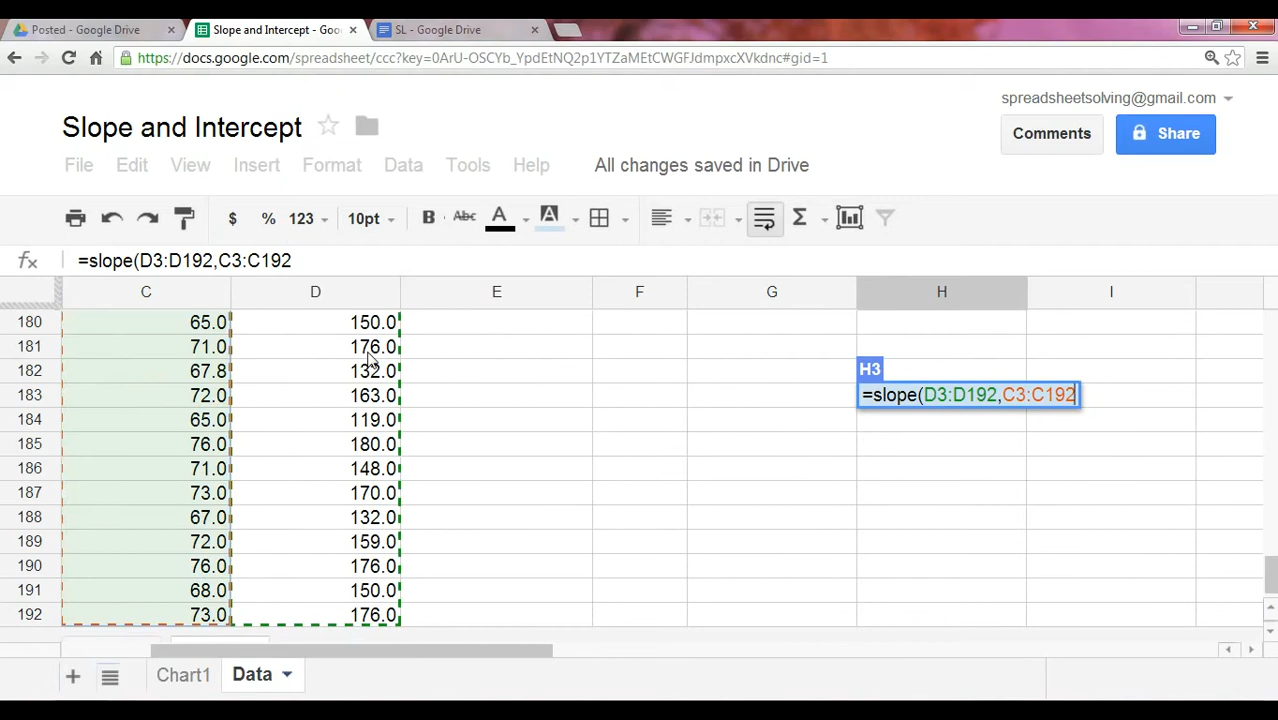 Posted - Google Drive
Slope and Intercept - Goo
SL - Google Drive
https://docs.google.com/spreadsheet/ccc?key=0ArU-OSCYb_YpdEtNQ2p1YTZaMEtCWGFJdmpxcXVkdnc#gid=1
spreadsheetsolving@gmail.com
Slope and Intercept
Comments
Share
File Edit View Insert Format Data Tools Help All changes saved in Drive
$ % 123 10pt B Abc A A Σ
fx =slope(D3:D192,C3:C192
C D E F G H I
180 65.0 150.0
181 71.0 176.0
182 67.8 132.0
H3
183 72.0 163.0 =slope(D3:D192,C3:C192
184 65.0 119.0
185 76.0 180.0
186 71.0 148.0
187 73.0 170.0
188 67.0 132.0
189 72.0 159.0
190 76.0 176.0
191 68.0 150.0
192 73.0 176.0
Chart1 Data